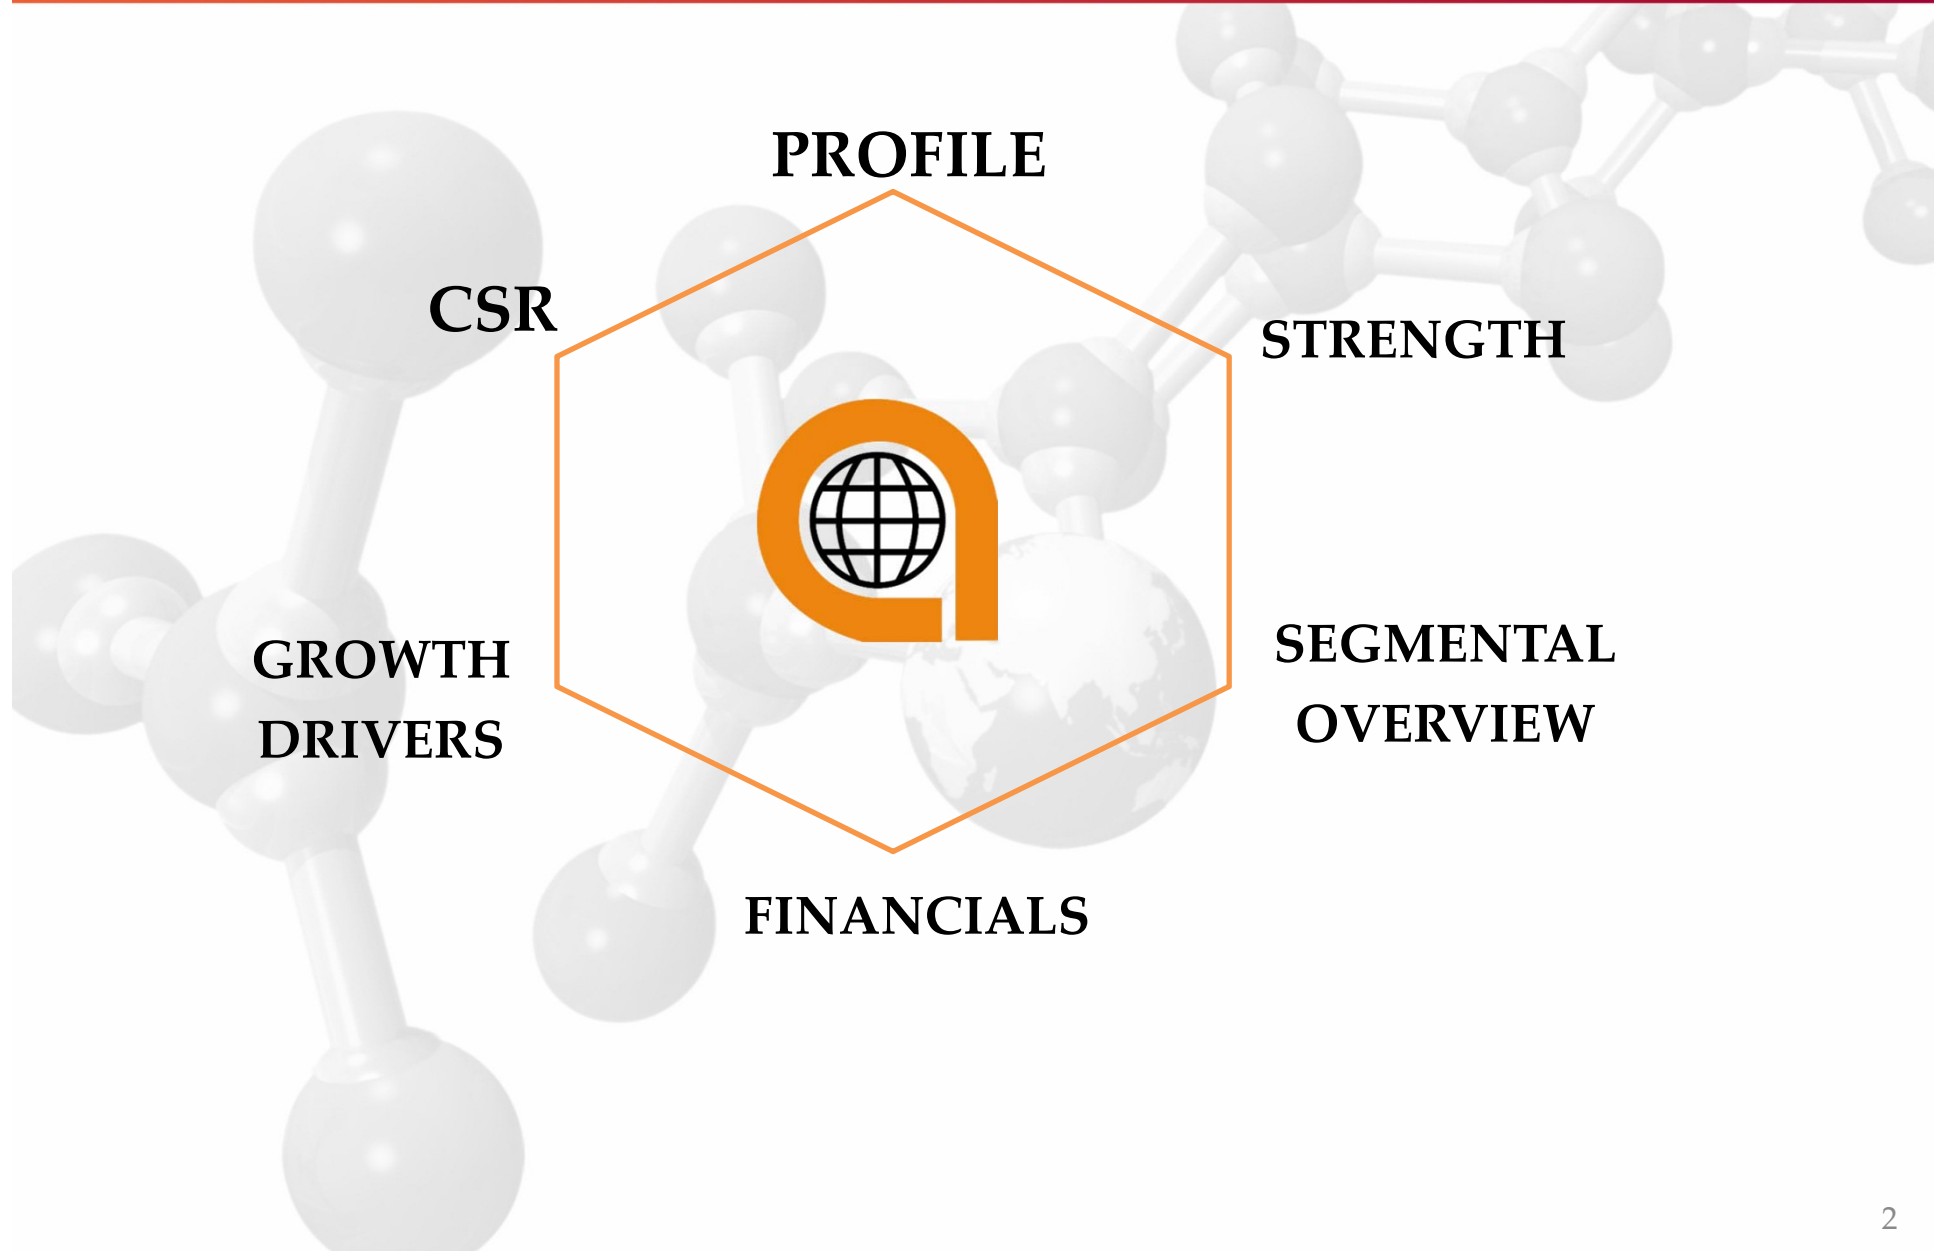 PROFILE
CSR
STRENGTH
GROWTH
DRIVERS
SEGMENTAL
OVERVIEW
FINANCIALS
2